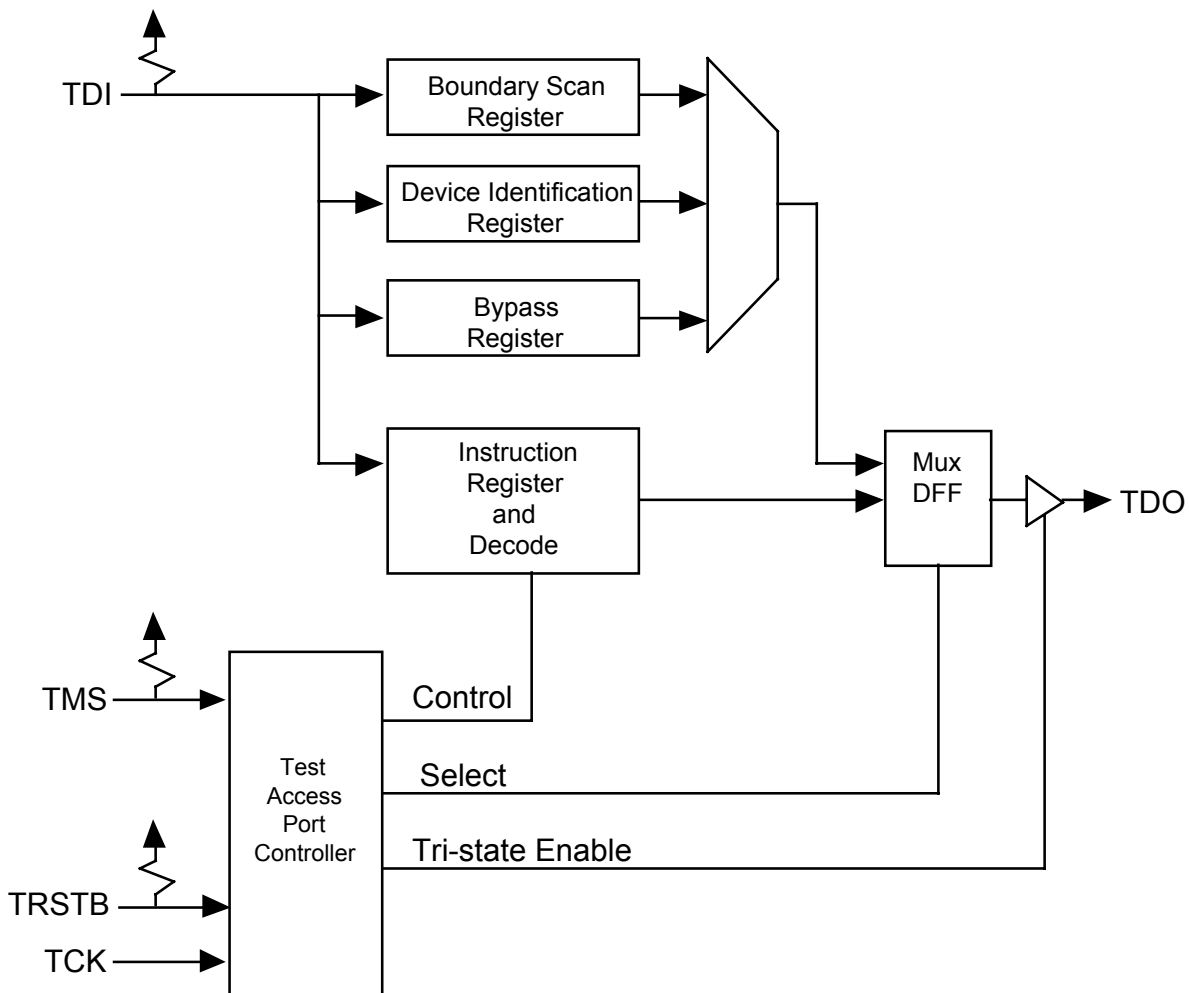 TDI
Boundary Scan
Register
Device Identification
Register
Bypass
Register
Instruction
Register
and
Decode
Mux
DFF
TDO
TMS
Control
Test
Access
Port
Controller
Select
Tri-state Enable
TRSTB
TCK